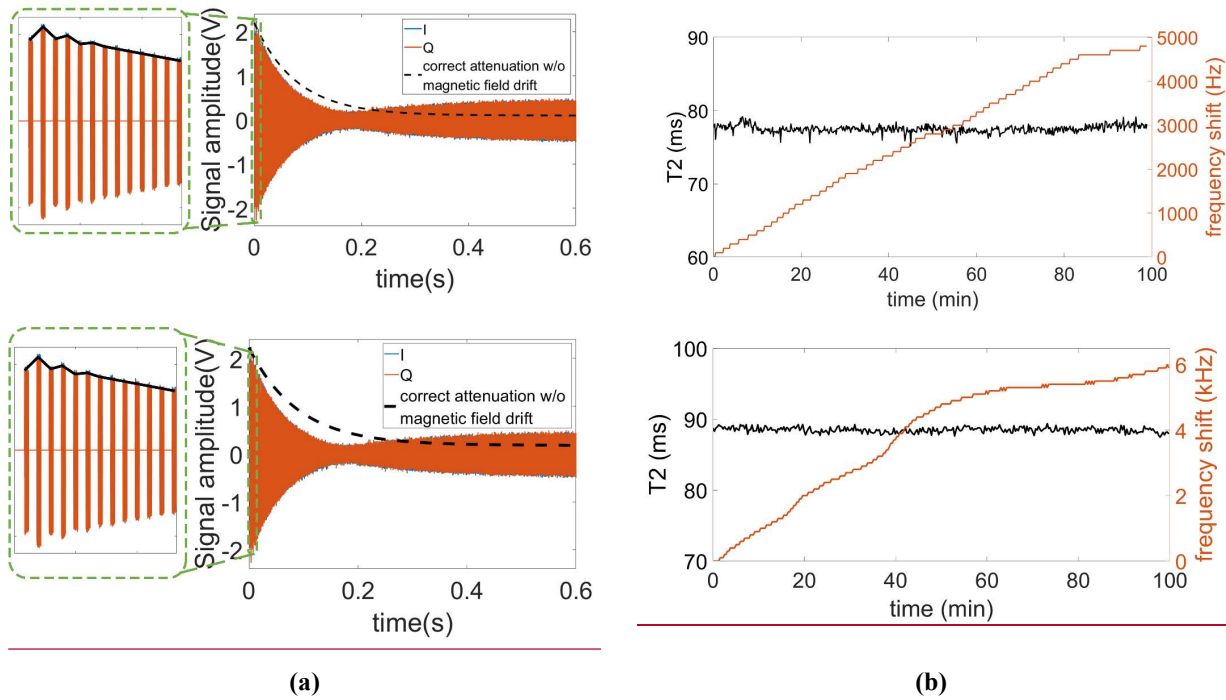 Signal amplitude(V)
2
1
0
-1
-2
I
Q
correct attenuation w/o
magnetic field drift
0
0.2
0.4
0.6
time(s)
T2 (ms)
90
80
70
60
5000
4000
3000
2000
1000
0
frequency shift (Hz)
0
20
40
60
80
100
time (min)
Signal amplitude(V)
2
1
0
-1
-2
I
Q
correct attenuation w/o
magnetic field drift
0
0.2
0.4
0.6
time(s)
T2 (ms)
100
90
80
70
6
4
2
0
frequency shift (kHz)
0
20
40
60
80
100
time (min)
(a)
(b)